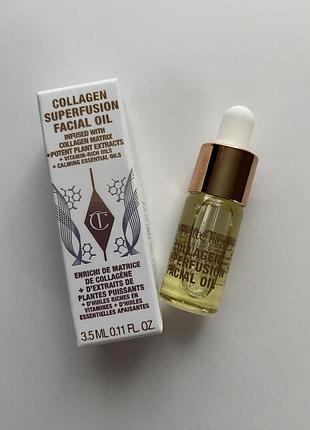 COLLAGEN
SUPERFUSION
FACIAL OIL
INFUSED WITH
COLLAGEN MATRIX
+POTENT PLANT EXTRACTS
+ VITAMIN-RICH OILS
+ CALMING ESSENTIAL OILS
CT
ENRICHI DE MATRICE
DE COLLAGÈNE
+ D'EXTRAITS DE
PLANTES PUISSANTS
+ D'HUILES RICHES EN
VITAMINES + D'HUILES
ESSENTIELLES APAISANTES
3.5 ML 0.11 FL. OZ.
COLLAGEN
SUPERFUSION
FACIAL OIL